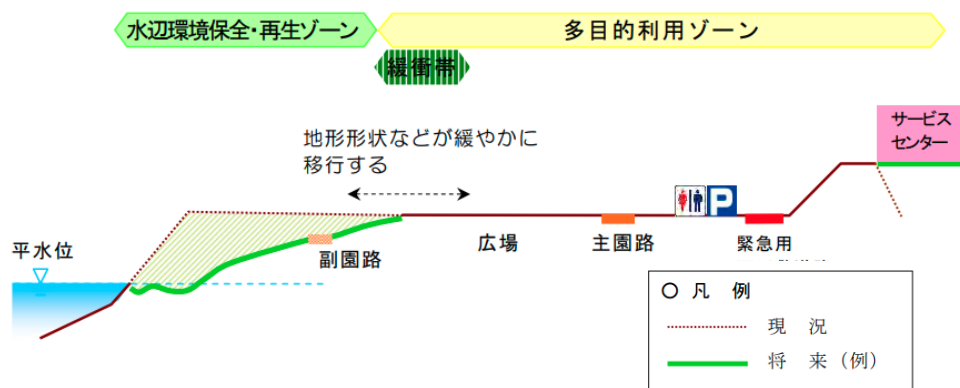 水辺環境保全・再生ゾーン
多目的利用ゾーン
緩衝帯
サービス
センター
地形形状などが緩やかに
移行する
P
平水位
副園路
広場
主園路
緊急用
〇 凡 例
現 況
将 来（例）